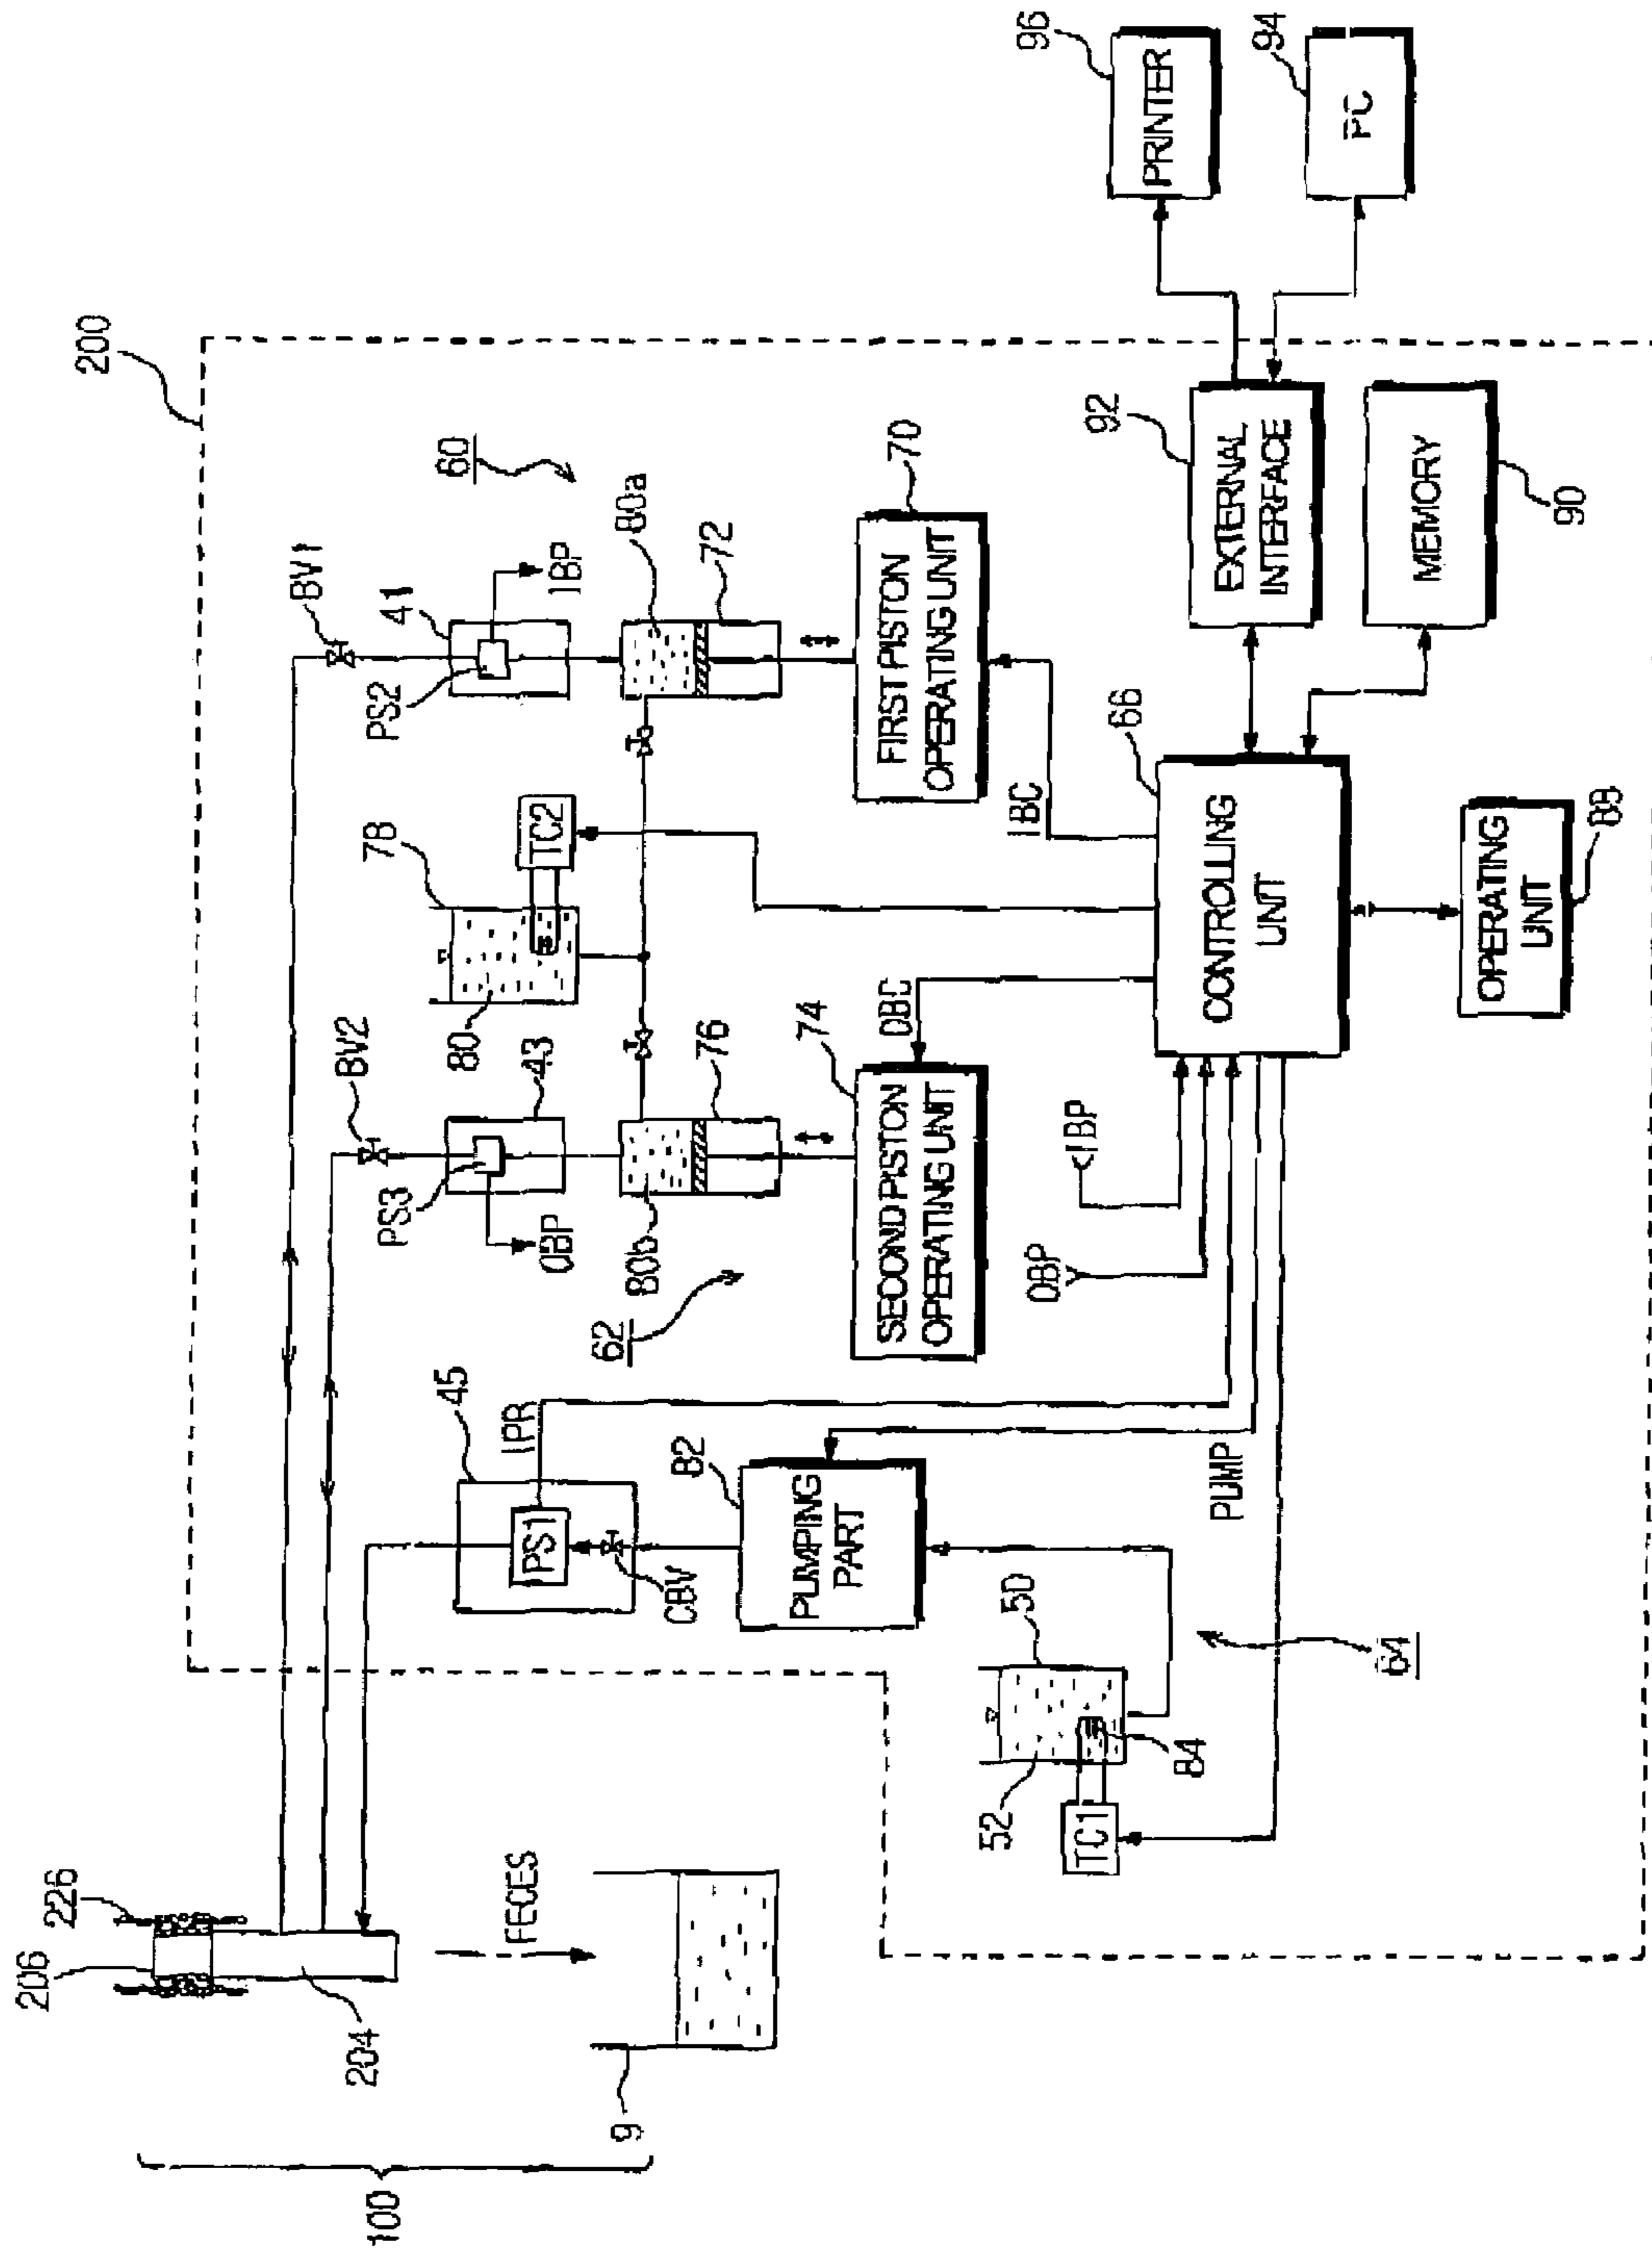 200
BV1
41
PS2
IBP
60
80a
72
FIRST PISTON
OPERATING UNIT
70
78
TC2
80
BV2
43
PS3
OBP
76
80b
62
SECOND PISTON
OPERATING UNIT
74
OBC
IBC
45
IPR
PS1
CBV
82
PUMPING
PART
PUMP
50
52
84
TC1
64
OBP
IBP
66
CONTROLLING
UNIT
OPERATING
UNIT
88
92
EXTERNAL
INTERFACE
MEMORY
90
96
PRINTER
94
PC
226
206
204
FECES
9
100